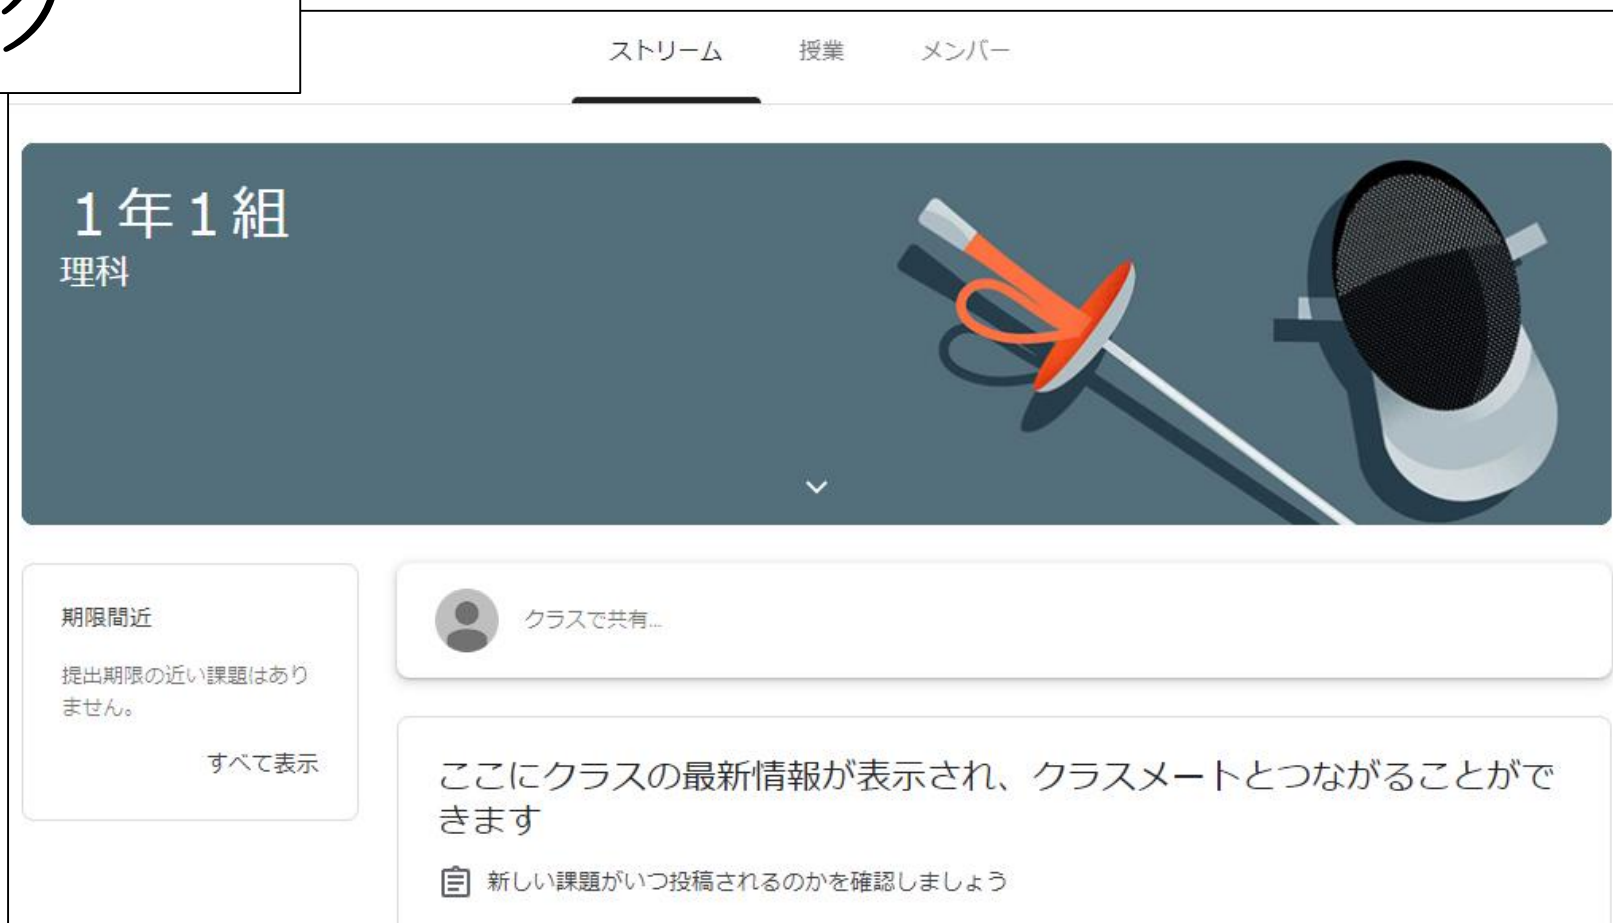 ストリーム 授業 メンバー
１年１組
理科
期限間近
提出期限の近い課題はあり
ません。
すべて表示
クラスで共有...
ここにクラスの最新情報が表示され、クラスメートとつながることがで
きます
新しい課題がいつ投稿されるのかを確認しましょう